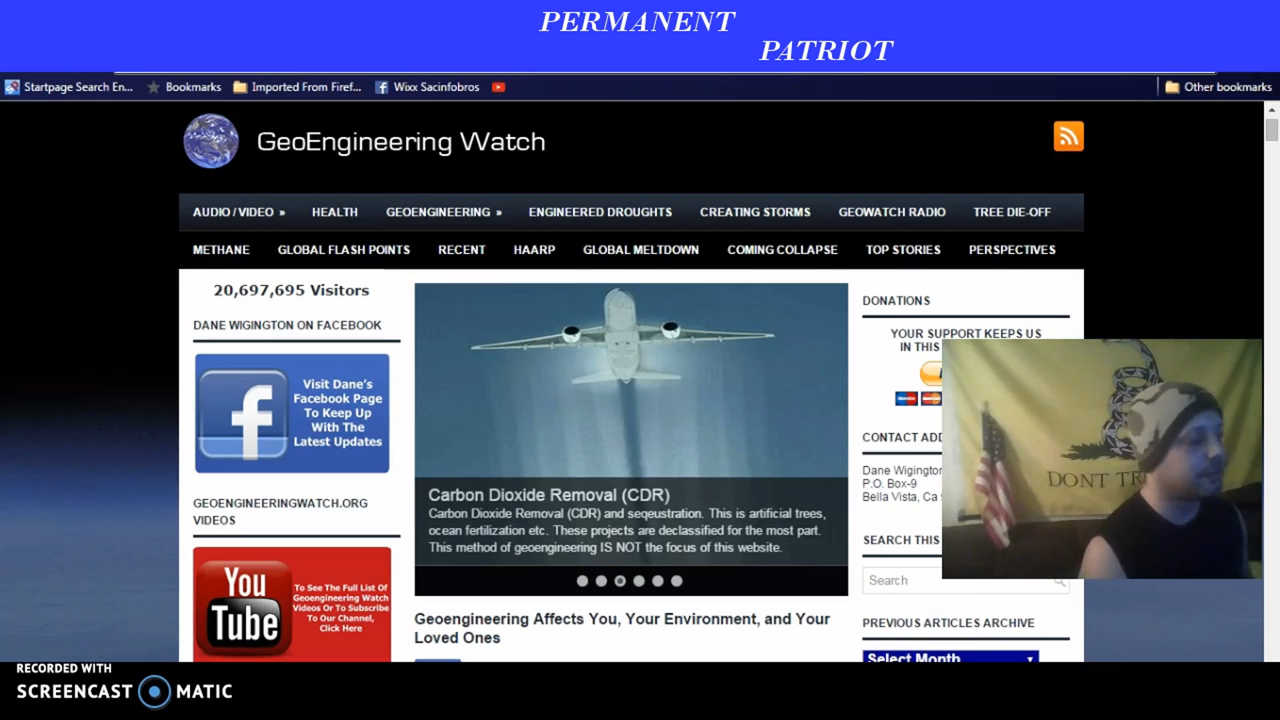 PERMANENT
PATRIOT
Startpage Search En... Bookmarks Imported From Firef... Wixx Sacinfobros Other bookmarks
GeoEngineering Watch
AUDIO / VIDEO » HEALTH GEOENGINEERING » ENGINEERED DROUGHTS CREATING STORMS GEOWATCH RADIO TREE DIE-OFF
METHANE GLOBAL FLASH POINTS RECENT HAARP GLOBAL MELTDOWN COMING COLLAPSE TOP STORIES PERSPECTIVES
20,697,695 Visitors
DANE WIGINGTON ON FACEBOOK
Visit Dane's
Facebook Page
To Keep Up
With The
Latest Updates
GEOENGINEERINGWATCH.ORG
VIDEOS
You
Tube
To See The Full List Of
Geoengineering Watch
Videos Or To Subscribe
To Our Channel,
Click Here
Carbon Dioxide Removal (CDR)
Carbon Dioxide Removal (CDR) and seqeustration. This is artificial trees,
ocean fertilization etc. These projects are declassified for the most part.
This method of geoengineering IS NOT the focus of this website.
Geoengineering Affects You, Your Environment, and Your
Loved Ones
DONATIONS
YOUR SUPPORT KEEPS US
IN THIS
CONTACT ADD
Dane Wigington
P.O. Box-9
Bella Vista, Ca
SEARCH THIS
Search
PREVIOUS ARTICLES ARCHIVE
Select Month
DONT TR
RECORDED WITH
SCREENCAST MATIC